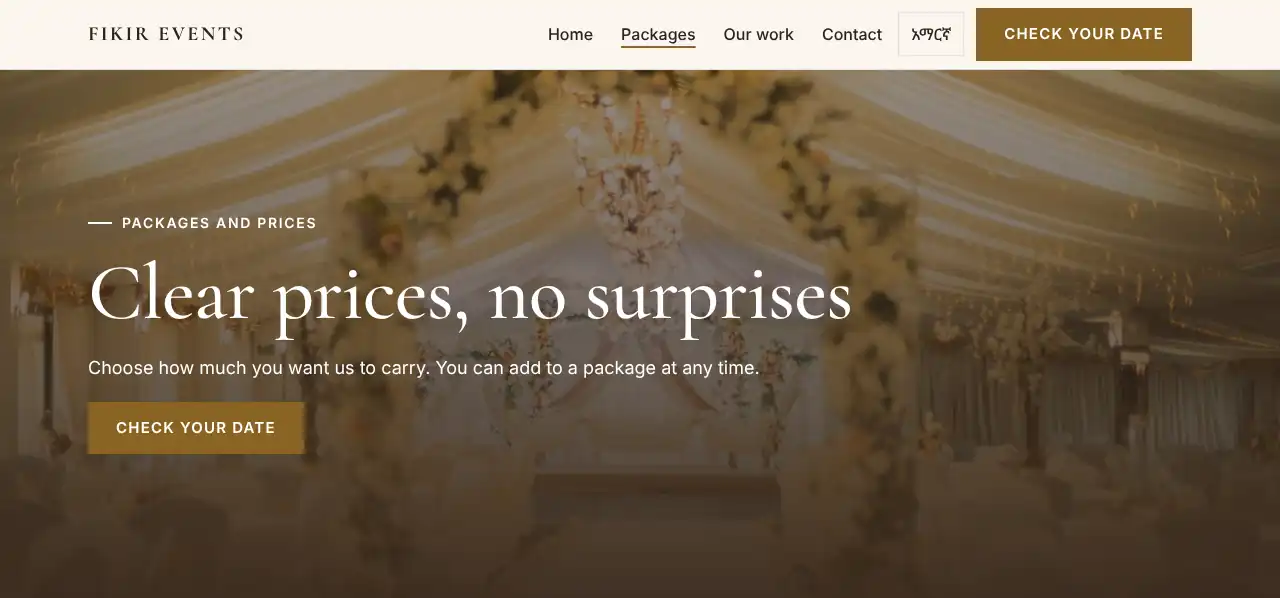 FIKIR EVENTS
Home
Packages
Our work
Contact
አማርኛ
CHECK YOUR DATE
PACKAGES AND PRICES
Clear prices, no surprises
Choose how much you want us to carry. You can add to a package at any time.
CHECK YOUR DATE